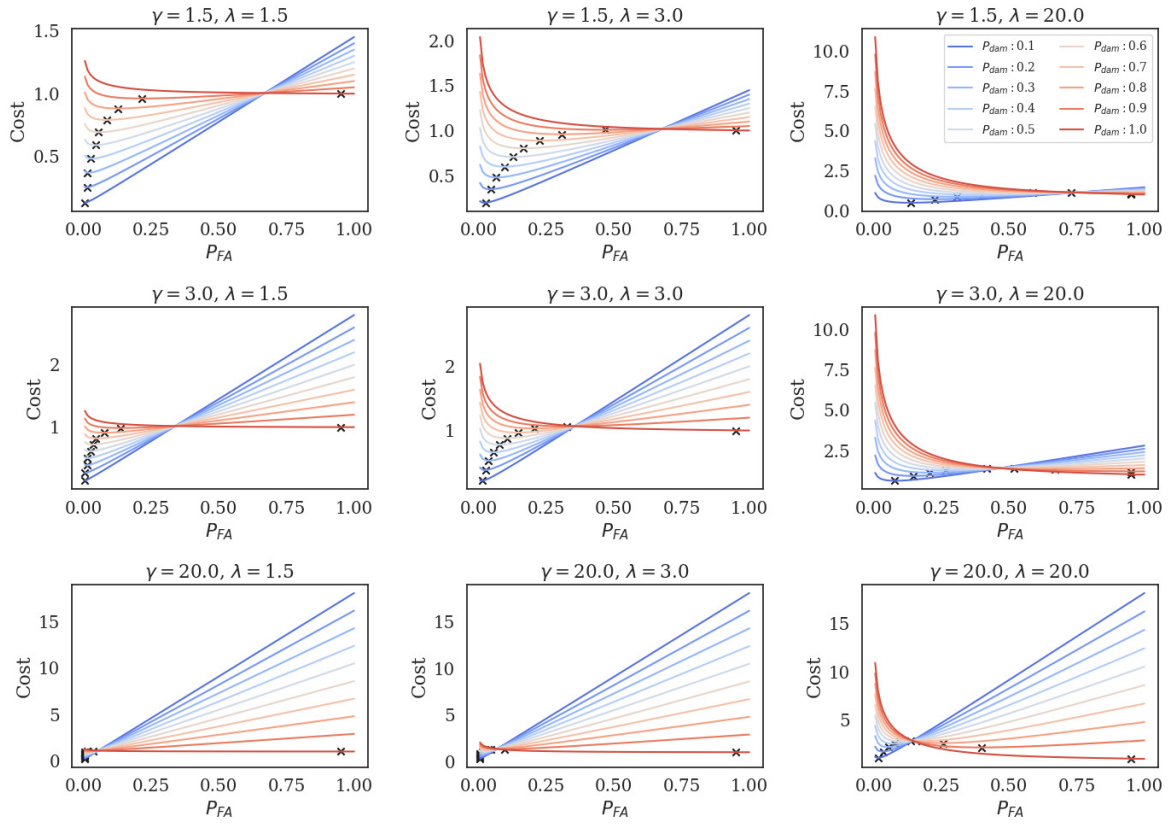 γ = 1.5, λ = 1.5
1.5
1.0
0.5
Cost
0.00 0.25 0.50 0.75 1.00
P_FA
γ = 1.5, λ = 3.0
2.0
1.5
1.0
0.5
Cost
0.00 0.25 0.50 0.75 1.00
P_FA
γ = 1.5, λ = 20.0
10.0
7.5
5.0
2.5
0.0
Cost
P_dam : 0.1
P_dam : 0.2
P_dam : 0.3
P_dam : 0.4
P_dam : 0.5
P_dam : 0.6
P_dam : 0.7
P_dam : 0.8
P_dam : 0.9
P_dam : 1.0
0.00 0.25 0.50 0.75 1.00
P_FA
γ = 3.0, λ = 1.5
2
1
Cost
0.00 0.25 0.50 0.75 1.00
P_FA
γ = 3.0, λ = 3.0
2
1
Cost
0.00 0.25 0.50 0.75 1.00
P_FA
γ = 3.0, λ = 20.0
10.0
7.5
5.0
2.5
Cost
0.00 0.25 0.50 0.75 1.00
P_FA
γ = 20.0, λ = 1.5
15
10
5
0
Cost
0.00 0.25 0.50 0.75 1.00
P_FA
γ = 20.0, λ = 3.0
15
10
5
0
Cost
0.00 0.25 0.50 0.75 1.00
P_FA
γ = 20.0, λ = 20.0
15
10
5
Cost
0.00 0.25 0.50 0.75 1.00
P_FA